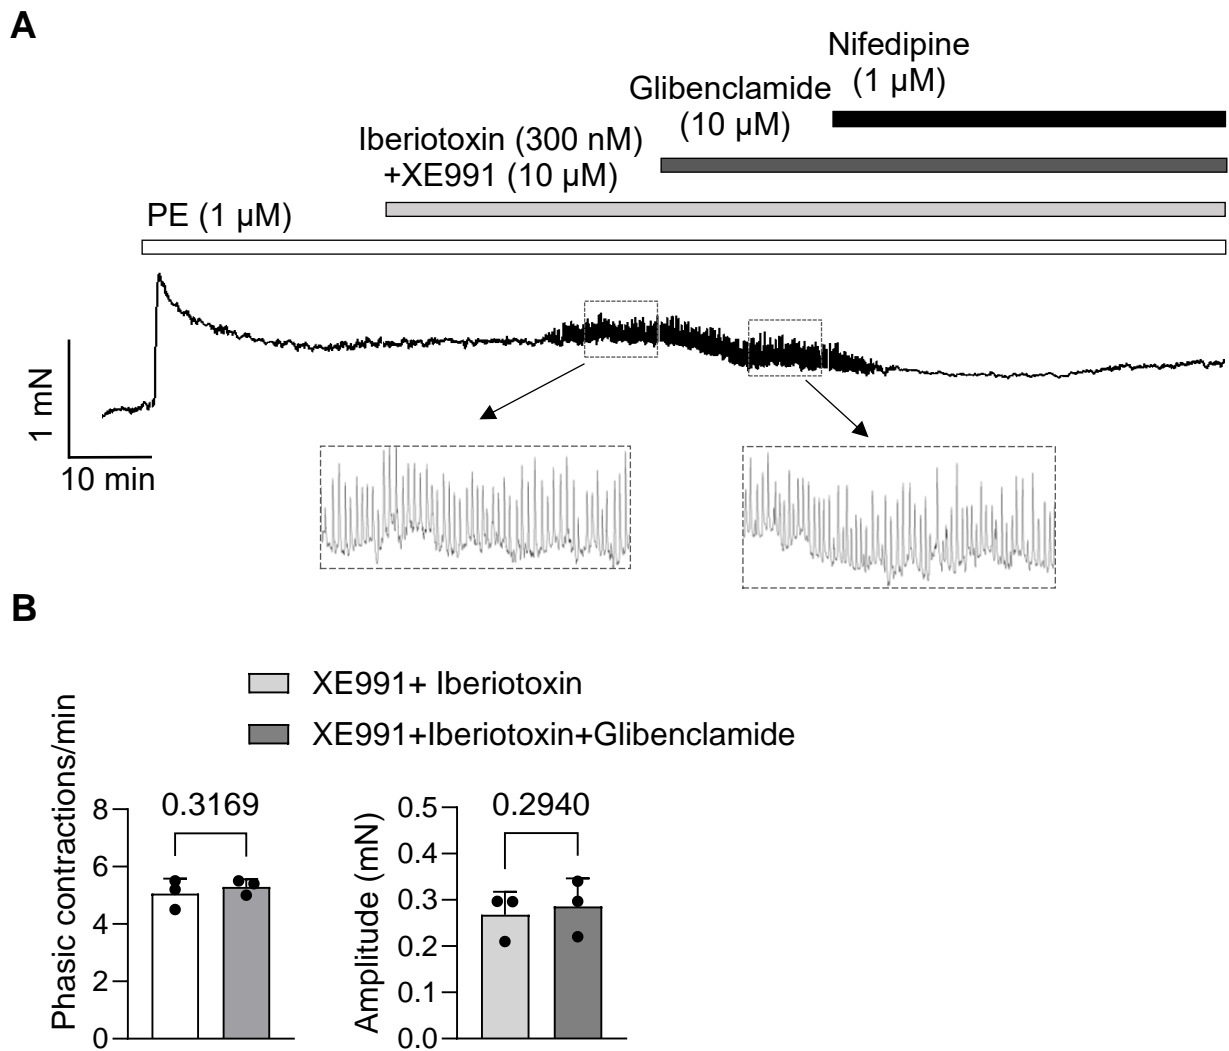 A
Nifedipine
(1 µM)
Glibenclamide
(10 µM)
Iberiotoxin (300 nM)
+XE991 (10 µM)
PE (1 µM)
1 mN
10 min
B
XE991+ Iberiotoxin
XE991+Iberiotoxin+Glibenclamide
Phasic contractions/min
8
6
4
2
0
0.3169
Amplitude (mN)
0.5
0.4
0.3
0.2
0.1
0.0
0.2940